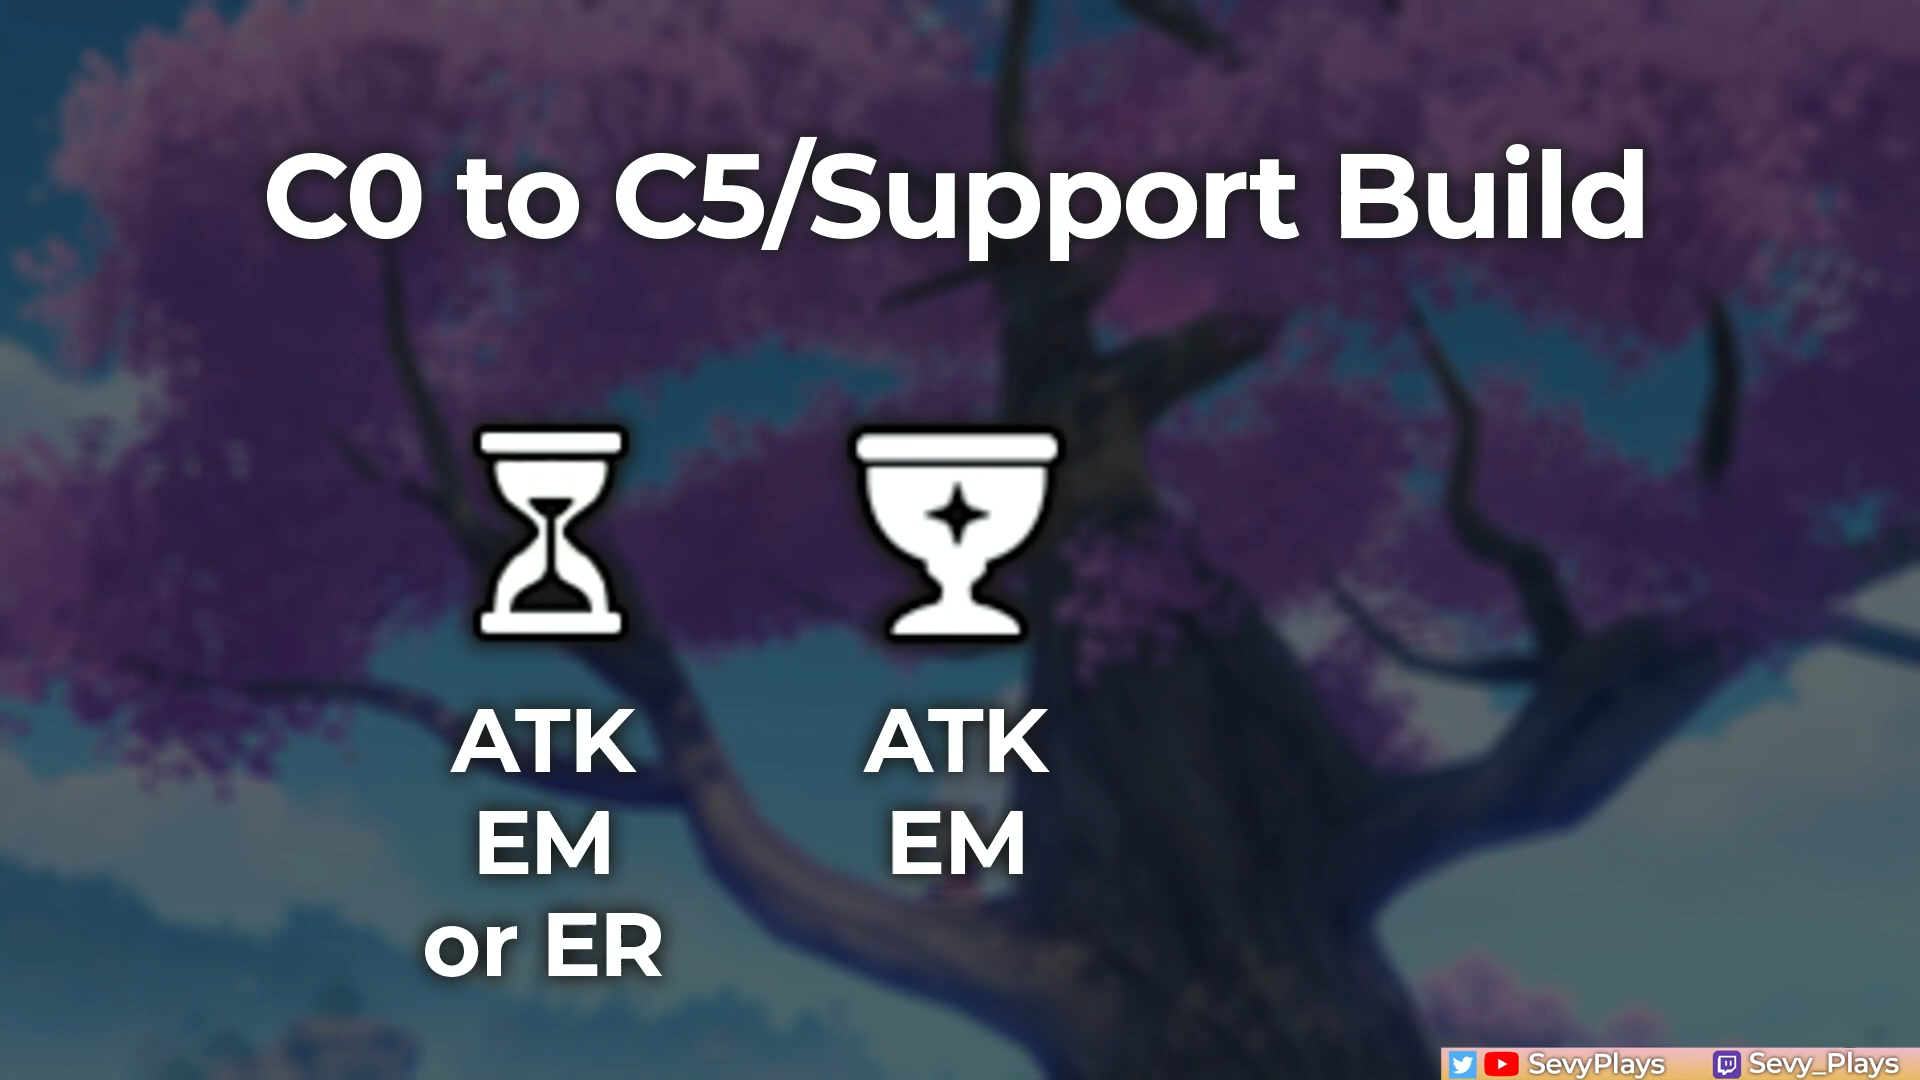 C0 to C5/Support Build
ATK
EM
or ER
ATK
EM
SevyPlays
Sevy_Plays